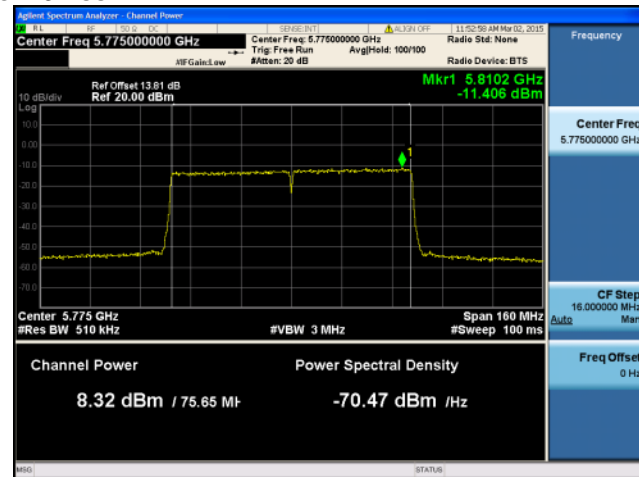 Agilent Spectrum Analyzer - Channel Power
RL RF 50 Ω DC SENSE:INT ALIGN OFF 11:52:58 AM Mar 02, 2015
Center Freq 5.775000000 GHz
Center Freq: 5.775000000 GHz
Radio Std: None
Trig: Free Run Avg|Hold: 100/100
#IFGain:Low #Atten: 20 dB Radio Device: BTS
Frequency
Mkr1 5.8102 GHz
-11.406 dBm
Ref Offset 13.81 dB
10 dB/div Ref 20.00 dBm
Log
10.0
0.00
-10.0
-20.0
-30.0
-40.0
-50.0
-60.0
-70.0
1
Center 5.775 GHz Span 160 MHz
#Res BW 510 kHz #VBW 3 MHz #Sweep 100 ms
Channel Power Power Spectral Density
8.32 dBm / 75.65 MH -70.47 dBm /Hz
Center Freq
5.775000000 GHz
CF Step
16.000000 MHz
Auto Man
Freq Offset
0 Hz
MSG STATUS